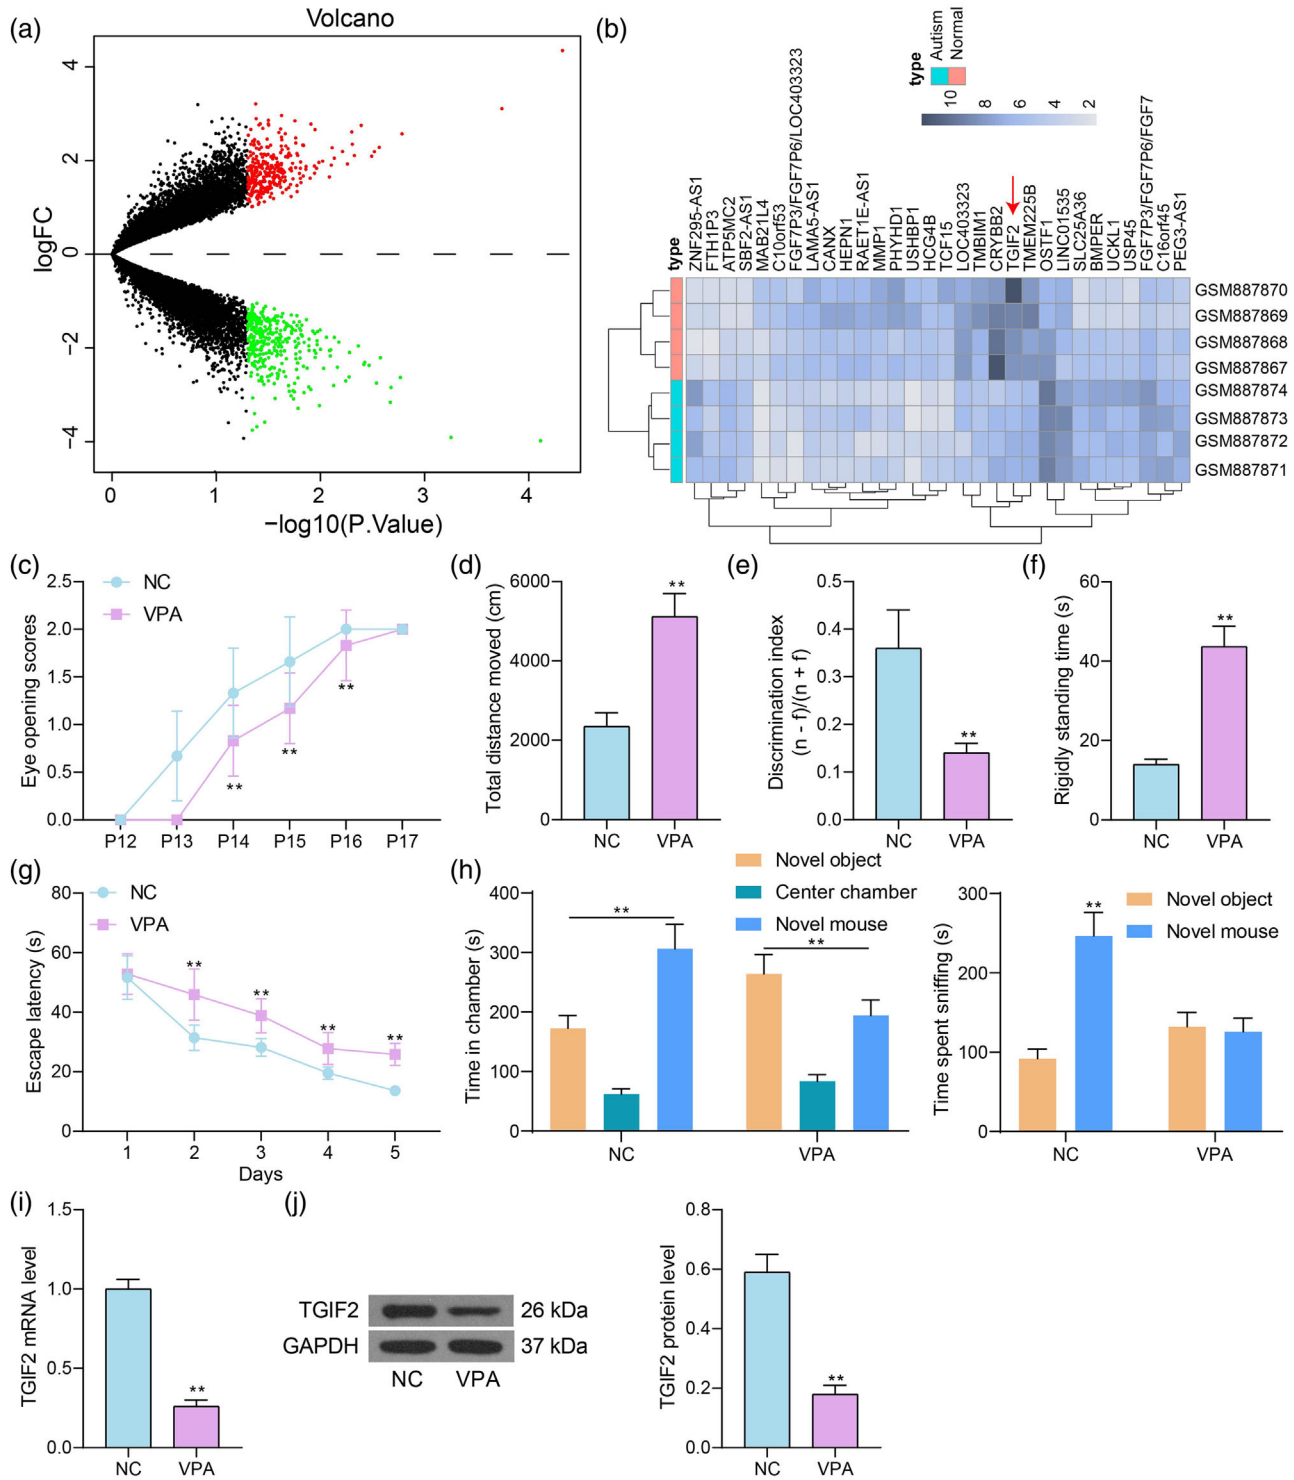 (a)
Volcano
logFC
4
2
0
−2
−4
0 1 2 3 4
−log10(P.Value)
(b)
type
Autism
Normal
10 8 6 4 2
type
ZNF295-AS1
FTH1P3
ATP5MC2
SBF2-AS1
MAB21L4
C10orf53
FGF7P3/FGF7P6/LOC403323
LAMA5-AS1
CANX
HEPN1
RAET1E-AS1
MMP1
PHYHD1
USHBP1
HCG4B
TCF15
LOC403323
TMBIM1
CRYBB2
TGIF2
TMEM225B
OSTF1
LINC01535
SLC25A36
BMPER
UCKL1
USP45
FGF7P3/FGF7P6/FGF7
C16orf45
PEG3-AS1
GSM887870
GSM887869
GSM887868
GSM887867
GSM887874
GSM887873
GSM887872
GSM887871
(c)
NC
VPA
Eye opening scores
2.5
2.0
1.5
1.0
0.5
0.0
**
**
**
P12 P13 P14 P15 P16 P17
(d)
Total distance moved (cm)
6000
4000
2000
0
**
NC VPA
(e)
Discrimination index
(n - f)/(n + f)
0.5
0.4
0.3
0.2
0.1
0.0
**
NC VPA
(f)
Rigidly standing time (s)
60
40
20
0
**
NC VPA
(g)
NC
VPA
Escape latency (s)
80
60
40
20
0
**
**
**
**
1 2 3 4 5
Days
(h)
Novel object
Center chamber
Novel mouse
Time in chamber (s)
400
300
200
100
0
**
**
NC VPA
Novel object
Novel mouse
Time spent sniffing (s)
300
200
100
0
**
NC VPA
(i)
TGIF2 mRNA level
1.5
1.0
0.5
0.0
**
NC VPA
(j)
TGIF2 26 kDa
GAPDH 37 kDa
NC VPA
TGIF2 protein level
0.8
0.6
0.4
0.2
0.0
**
NC VPA